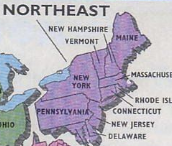 NORTHEAST
NEW HAMPSHIRE
VERMONT
MAINE
MASSACHUSE
NEW
YORK
RHODE ISL
PENNSYLVANIA
CONNECTICUT
NEW JERSEY
OHIO
DELAWARE